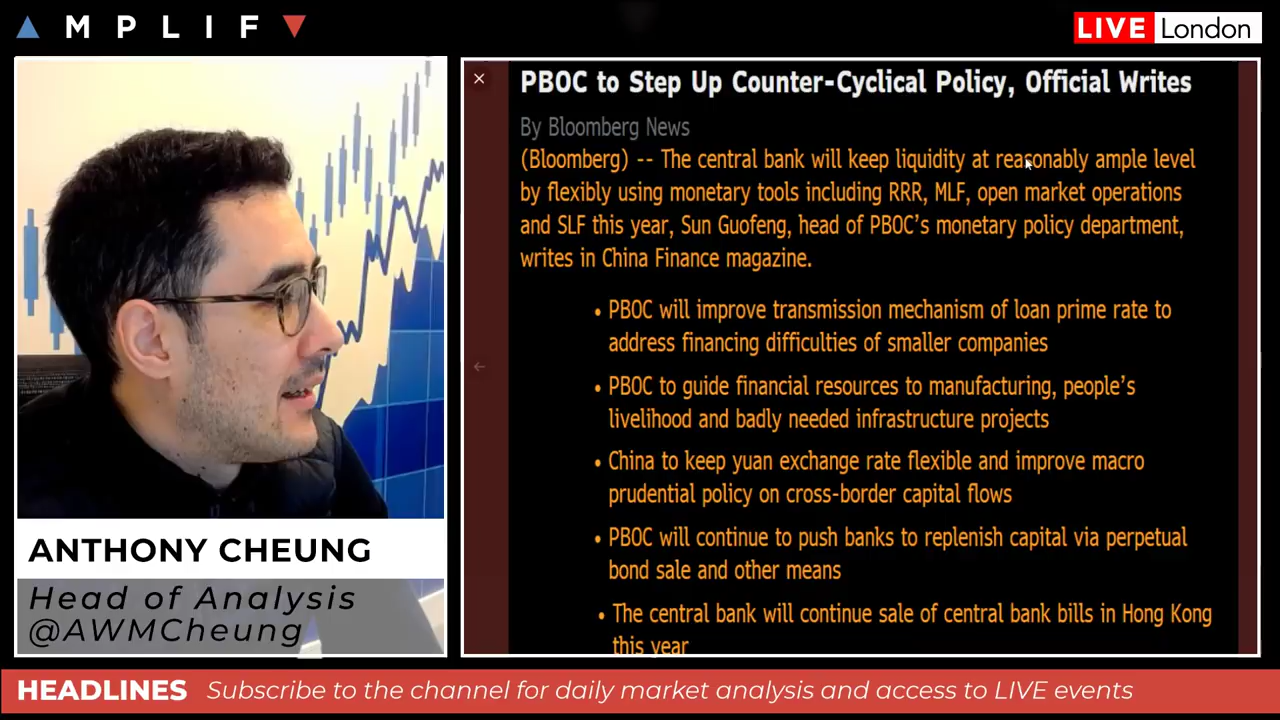 AMPLIFY
LIVE London
PBOC to Step Up Counter-Cyclical Policy, Official Writes
By Bloomberg News
(Bloomberg) -- The central bank will keep liquidity at reasonably ample level
by flexibly using monetary tools including RRR, MLF, open market operations
and SLF this year, Sun Guofeng, head of PBOC's monetary policy department,
writes in China Finance magazine.
• PBOC will improve transmission mechanism of loan prime rate to
address financing difficulties of smaller companies
• PBOC to guide financial resources to manufacturing, people's
livelihood and badly needed infrastructure projects
• China to keep yuan exchange rate flexible and improve macro
prudential policy on cross-border capital flows
• PBOC will continue to push banks to replenish capital via perpetual
bond sale and other means
• The central bank will continue sale of central bank bills in Hong Kong
this year
ANTHONY CHEUNG
Head of Analysis
@AWMCheung
HEADLINES Subscribe to the channel for daily market analysis and access to LIVE events